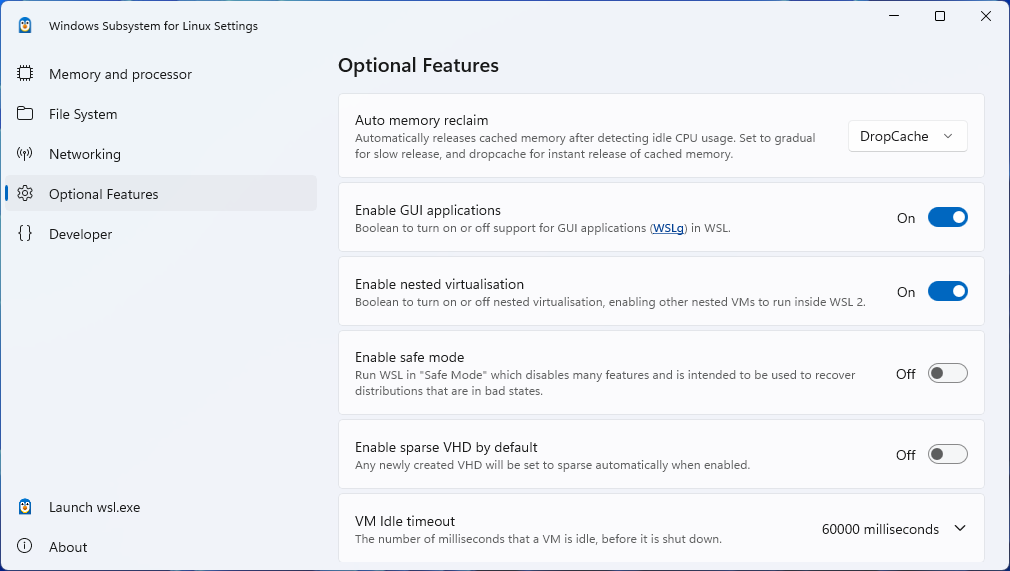 Windows Subsystem for Linux Settings
Memory and processor
File System
Networking
Optional Features
Developer
Launch wsl.exe
About
Optional Features
Auto memory reclaim
Automatically releases cached memory after detecting idle CPU usage. Set to gradual
for slow release, and dropcache for instant release of cached memory.
DropCache
Enable GUI applications
Boolean to turn on or off support for GUI applications (WSLg) in WSL.
On
Enable nested virtualisation
Boolean to turn on or off nested virtualisation, enabling other nested VMs to run inside WSL 2.
On
Enable safe mode
Run WSL in "Safe Mode" which disables many features and is intended to be used to recover
distributions that are in bad states.
Off
Enable sparse VHD by default
Any newly created VHD will be set to sparse automatically when enabled.
Off
VM Idle timeout
The number of milliseconds that a VM is idle, before it is shut down.
60000 milliseconds